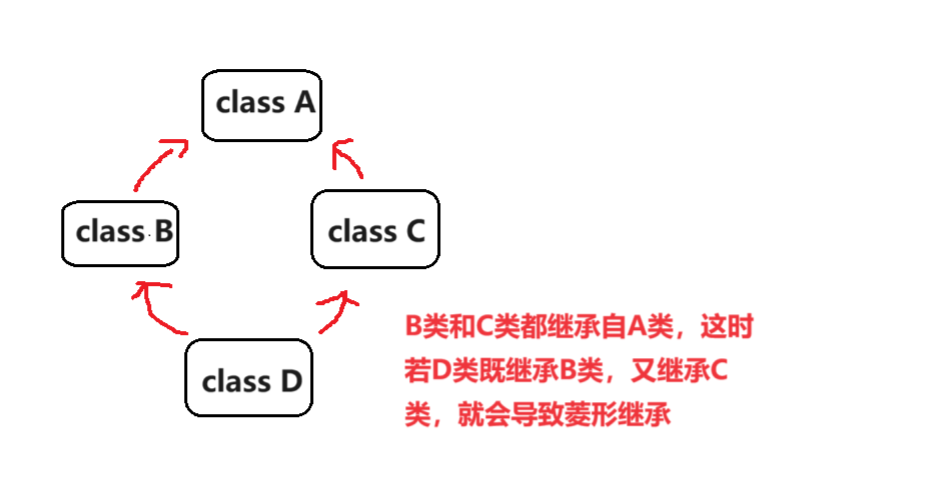 class A
class B
class C
class D
B类和C类都继承自A类，这时
若D类既继承B类，又继承C
类，就会导致菱形继承